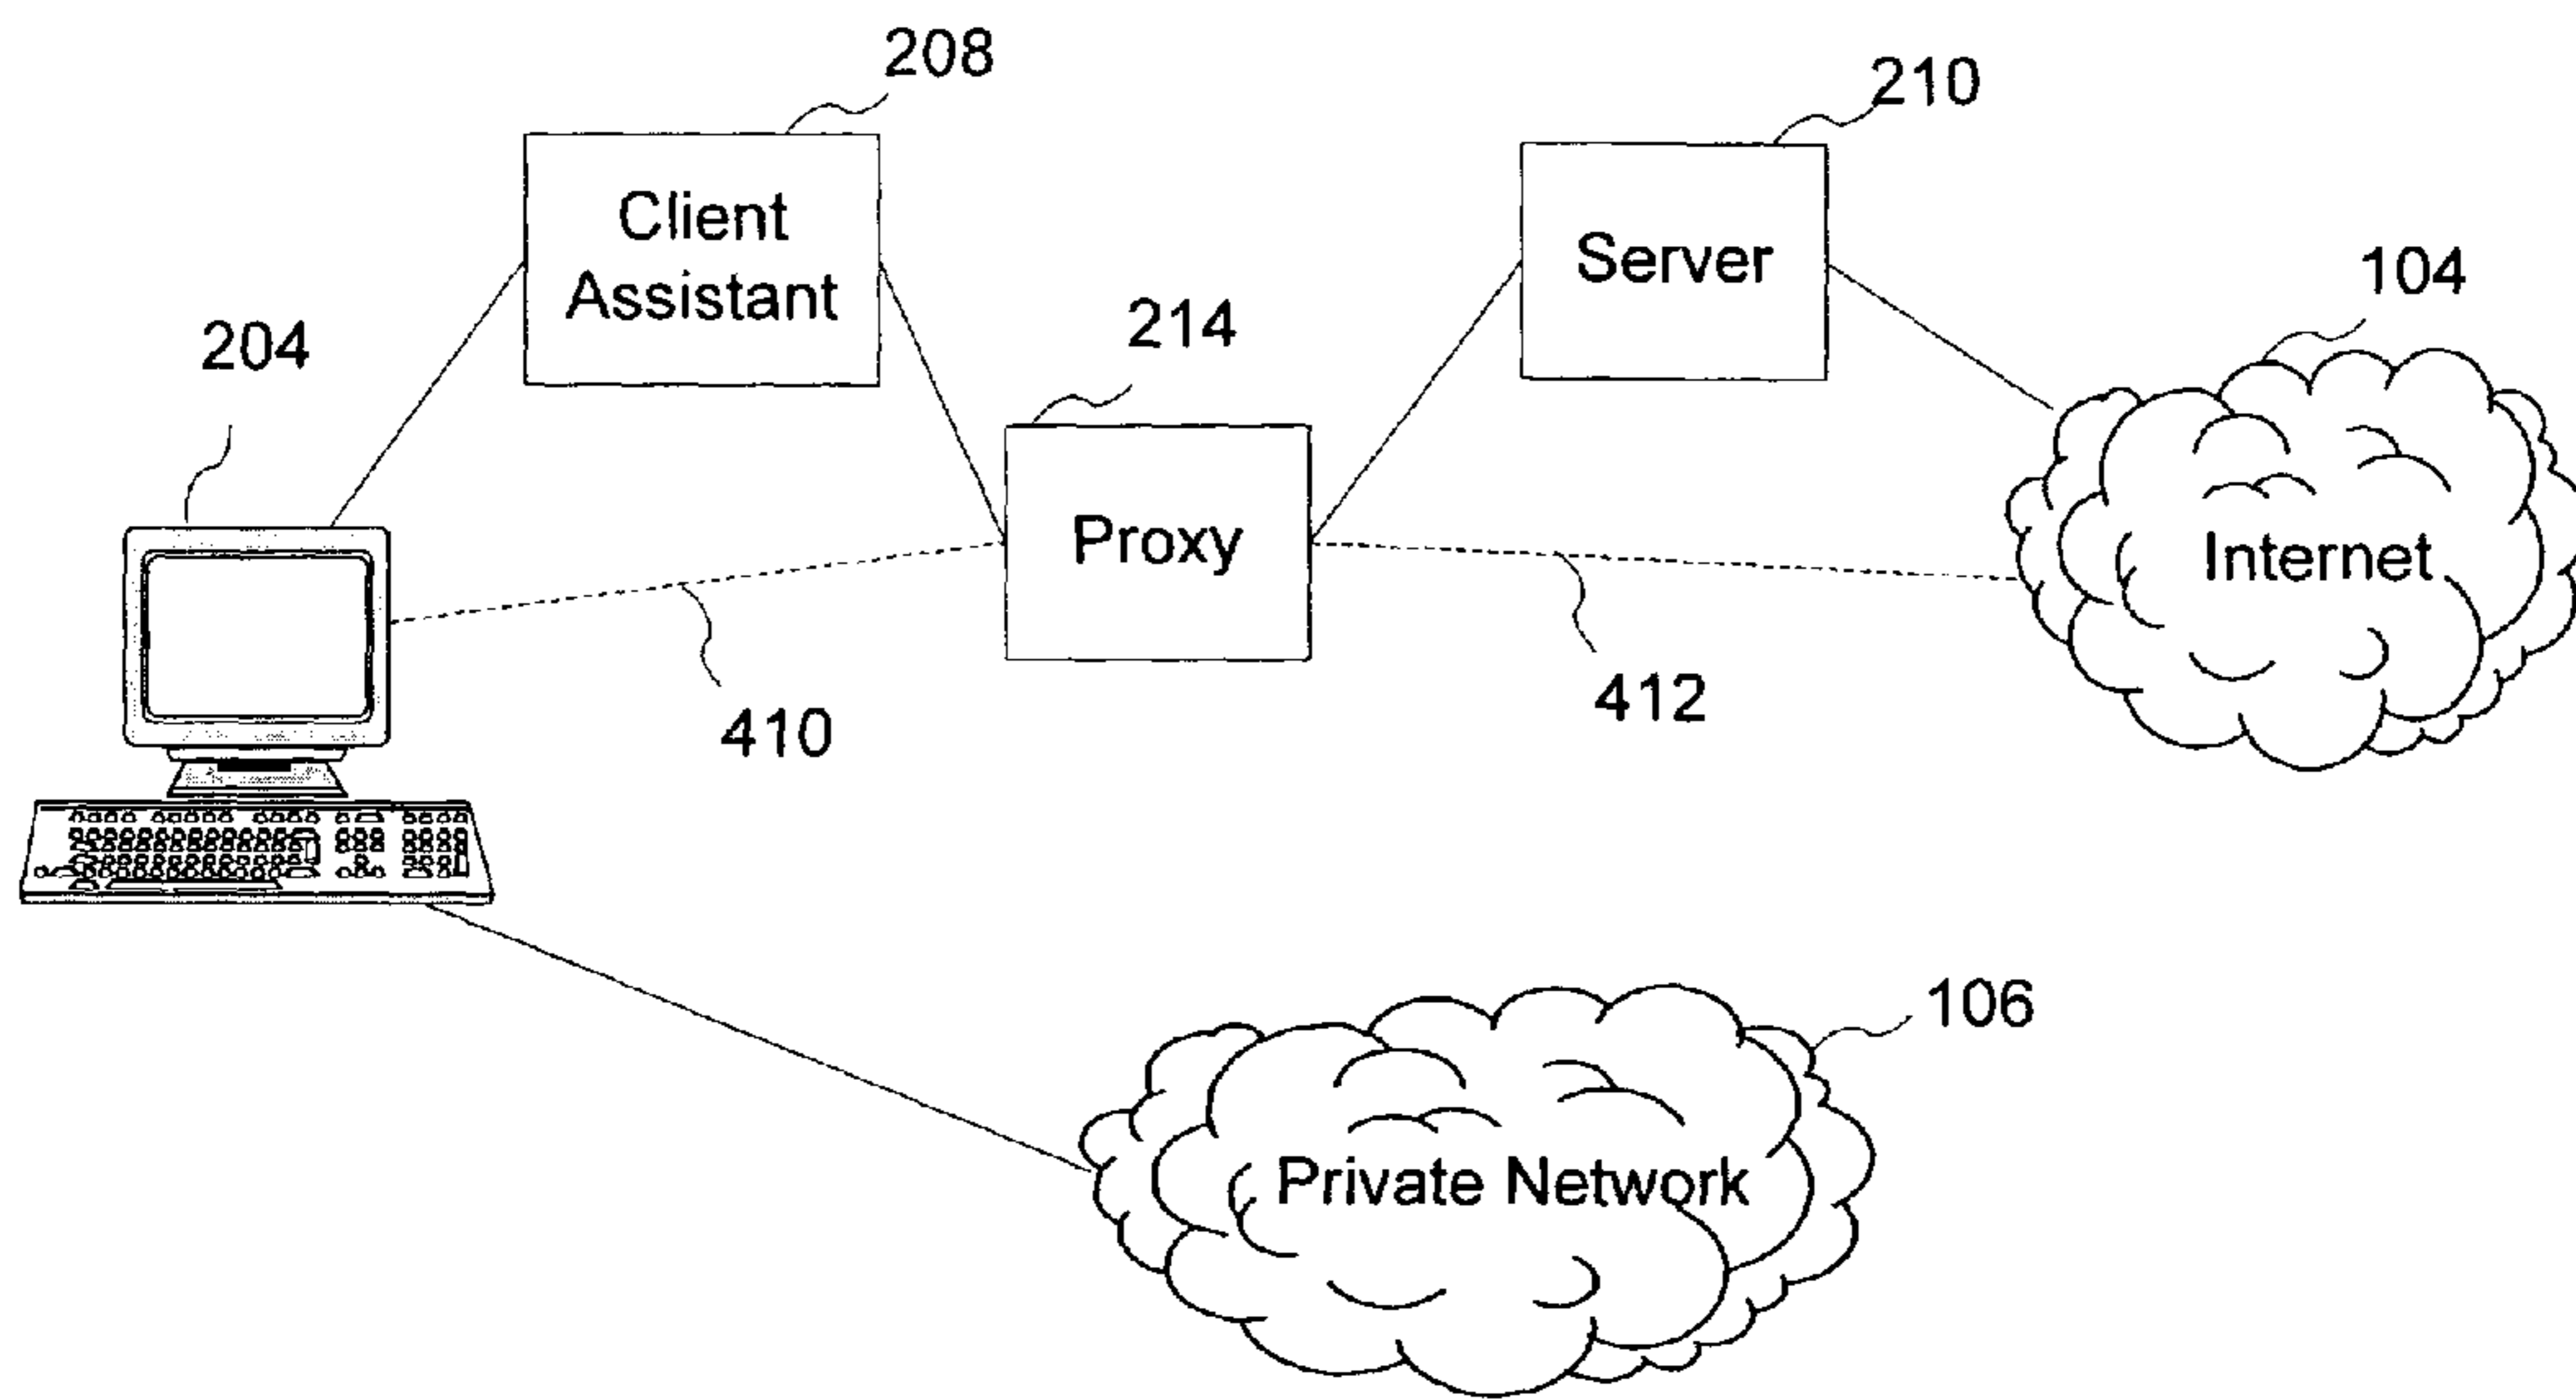 208
210
Client
Assistant
Server
104
204
214
Proxy
Internet
410
412
106
Private Network